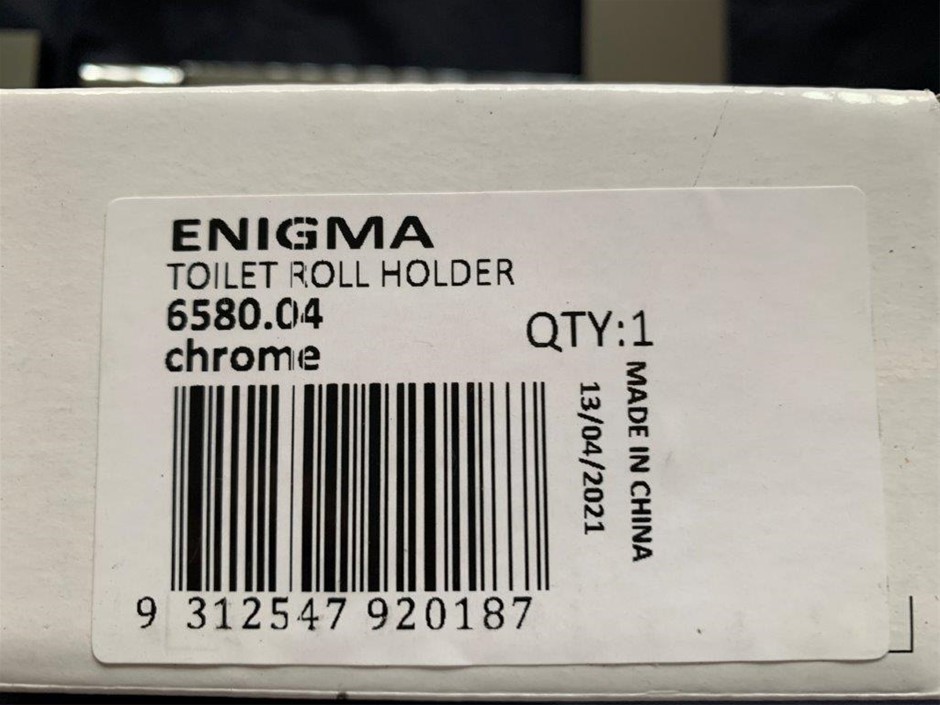 ENIGMA
TOILET ROLL HOLDER
6580.04
chrome
QTY:1
13/04/2021
MADE IN CHINA
9 312547 920187